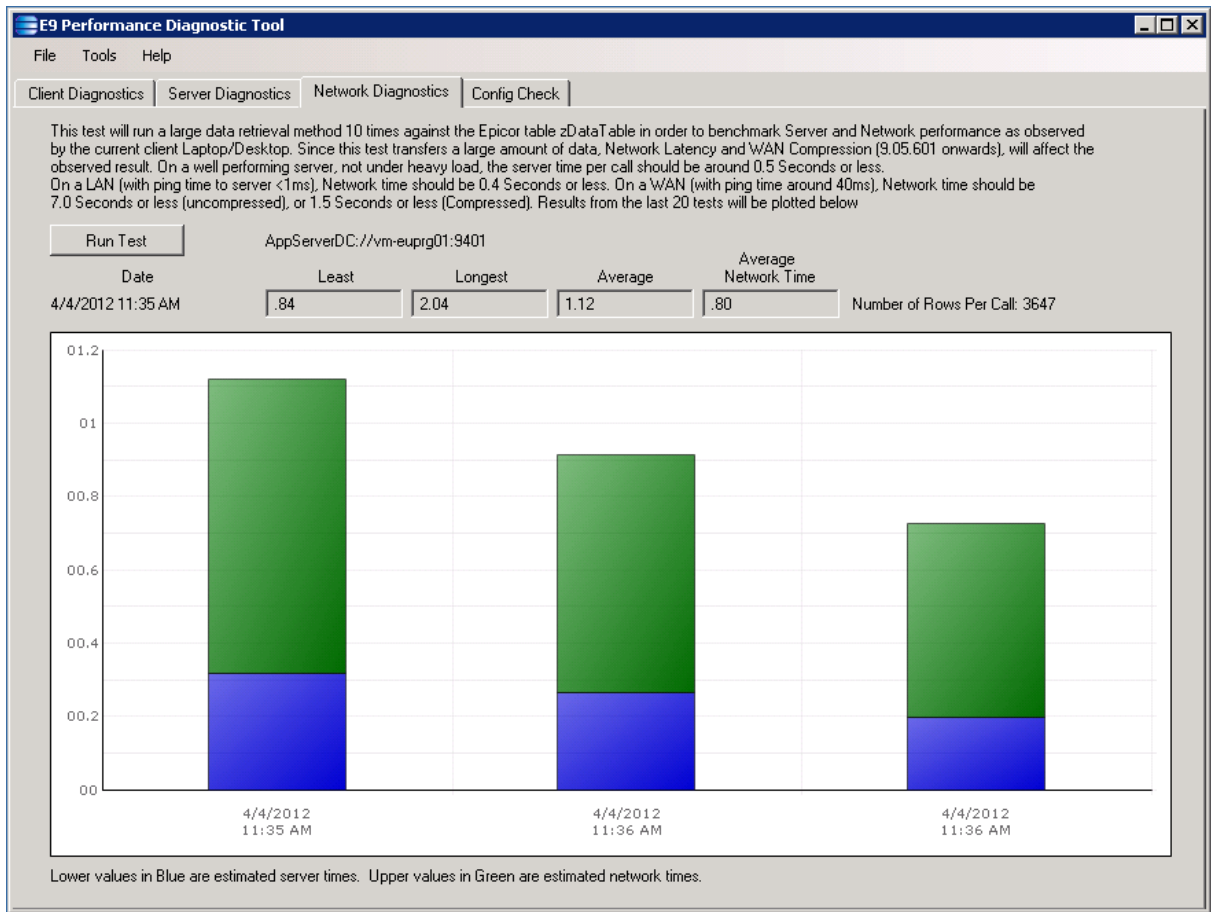 E9 Performance Diagnostic Tool
File Tools Help
Client Diagnostics Server Diagnostics Network Diagnostics Config Check
This test will run a large data retrieval method 10 times against the Epicor table zDataTable in order to benchmark Server and Network performance as observed
by the current client Laptop/Desktop. Since this test transfers a large amount of data, Network Latency and WAN Compression (9.05.601 onwards), will affect the
observed result. On a well performing server, not under heavy load, the server time per call should be around 0.5 Seconds or less.
On a LAN (with ping time to server <1ms), Network time should be 0.4 Seconds or less. On a WAN (with ping time around 40ms), Network time should be
7.0 Seconds or less (uncompressed), or 1.5 Seconds or less (Compressed). Results from the last 20 tests will be plotted below
Run Test AppServerDC://vm-euprg01:9401
Date Least Longest Average Average
Network Time
4/4/2012 11:35 AM .84 2.04 1.12 .80 Number of Rows Per Call: 3647
01.2
01
00.8
00.6
00.4
00.2
00
4/4/2012 4/4/2012 4/4/2012
11:35 AM 11:36 AM 11:36 AM
Lower values in Blue are estimated server times. Upper values in Green are estimated network times.